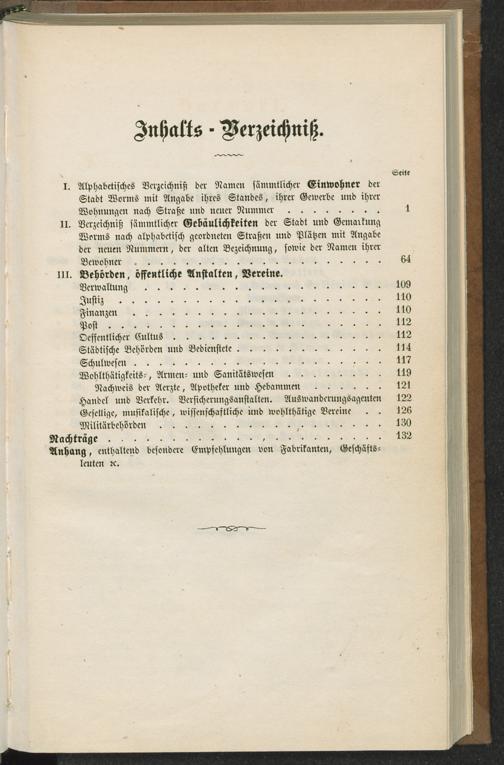 Inhalts-Verzeichniß.
Seite
I. Alphabetisches Verzeichniß der Namen sämmtlicher Einwohner der
Stadt Worms mit Angabe ihres Standes, ihrer Gewerbe und ihrer
Wohnungen nach Straße und neuer Nummer . . . . . . . . 1
II. Verzeichniß sämmtlicher Gebäulichkeiten der Stadt und Gemarkung
Worms nach alphabetisch geordneten Straßen und Plätzen mit Angabe
der neuen Nummern, der alten Bezeichnung, sowie der Namen ihrer
Bewohner . . . . . . . . . . . . . . . . . . . . 64
III. Behörden, öffentliche Anstalten, Vereine.
Verwaltung . . . . . . . . . . . . . . . . . . . 109
Justiz . . . . . . . . . . . . . . . . . . . . . 110
Finanzen . . . . . . . . . . . . . . . . . . . . 110
Post . . . . . . . . . . . . . . . . . . . . . . 112
Oeffentlicher Cultus . . . . . . . . . . . . . . . . 112
Städtische Behörden und Bedienstete . . . . . . . . . . . 114
Schulwesen . . . . . . . . . . . . . . . . . . . 117
Wohlthätigkeits-, Armen- und Sanitätswesen . . . . . . . . 119
Nachweis der Aerzte, Apotheker und Hebammen . . . . . . 121
Handel und Verkehr. Versicherungsanstalten. Auswanderungsagenten 122
Gesellige, musikalische, wissenschaftliche und wohlthätige Vereine . . 126
Militärbehörden . . . . . . . . . . . . . . . . . 130
Nachträge . . . . . . . . . . . . . . . . . . . . . 132
Anhang, enthaltend besondere Empfehlungen von Fabrikanten, Geschäfts-
leuten ꝛc.